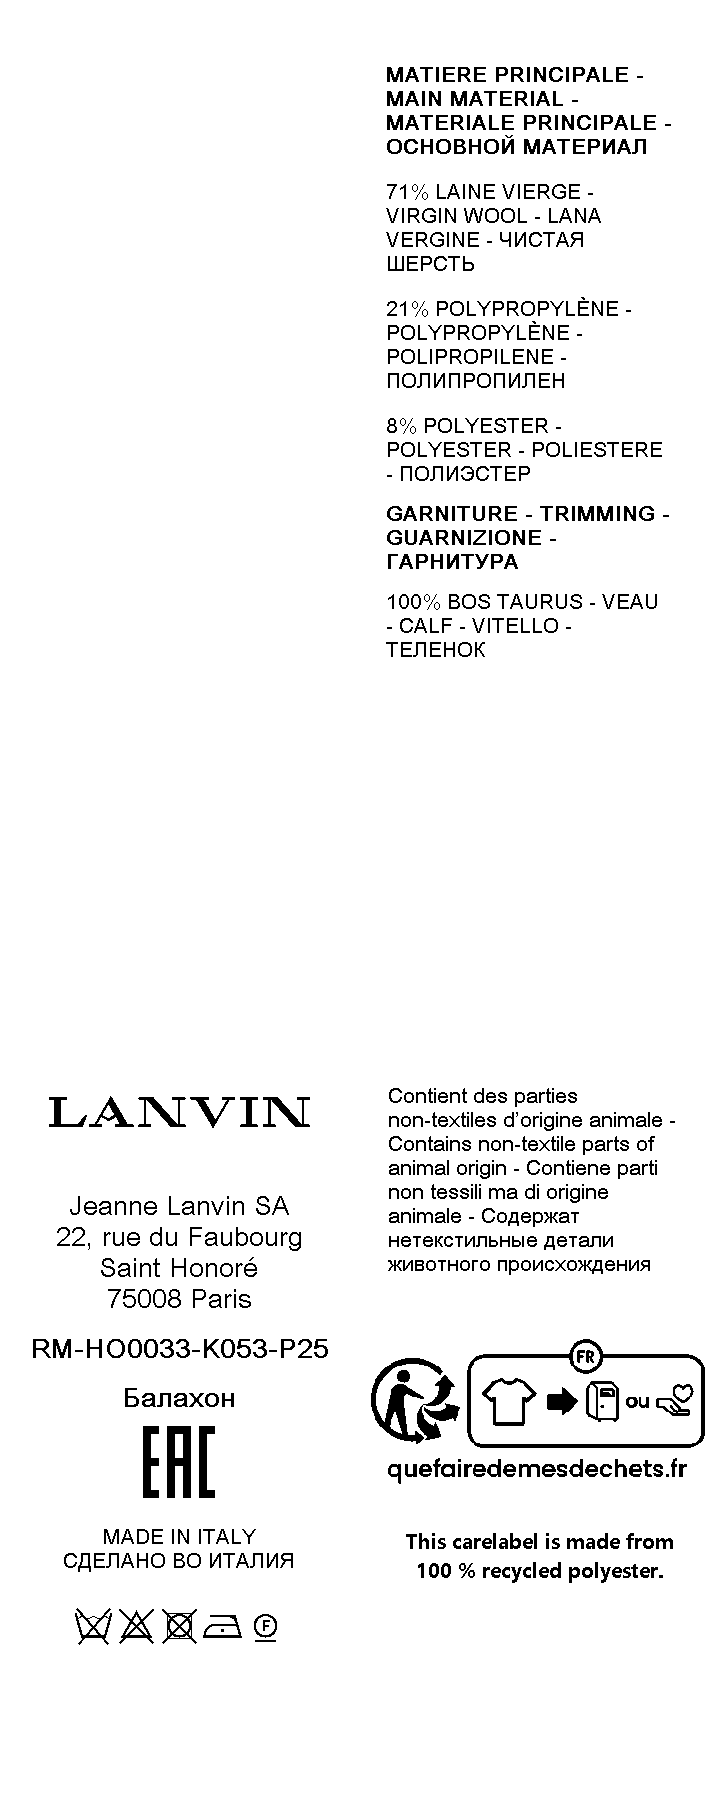 MATIERE PRINCIPALE -
MAIN MATERIAL -
MATERIALE PRINCIPALE -
ОСНОВНОЙ МАТЕРИАЛ
71% LAINE VIERGE -
VIRGIN WOOL - LANA
VERGINE - ЧИСТАЯ
ШЕРСТЬ
21% POLYPROPYLÈNE -
POLYPROPYLÈNE -
POLIPROPILENE -
ПОЛИПРОПИЛЕН
8% POLYESTER -
POLYESTER - POLIESTERE
- ПОЛИЭСТЕР
GARNITURE - TRIMMING -
GUARNIZIONE -
ГАРНИТУРА
100% BOS TAURUS - VEAU
- CALF - VITELLO -
ТЕЛЕНОК
LANVIN
Jeanne Lanvin SA
22, rue du Faubourg
Saint Honoré
75008 Paris
RM-HO0033-K053-P25
Балахон
EAC
MADE IN ITALY
СДЕЛАНО ВО ИТАЛИЯ
F
Contient des parties
non-textiles d’origine animale -
Contains non-textile parts of
animal origin - Contiene parti
non tessili ma di origine
animale - Содержат
нетекстильные детали
животного происхождения
FR
ou
quefairedemesdechets.fr
This carelabel is made from
100 % recycled polyester.